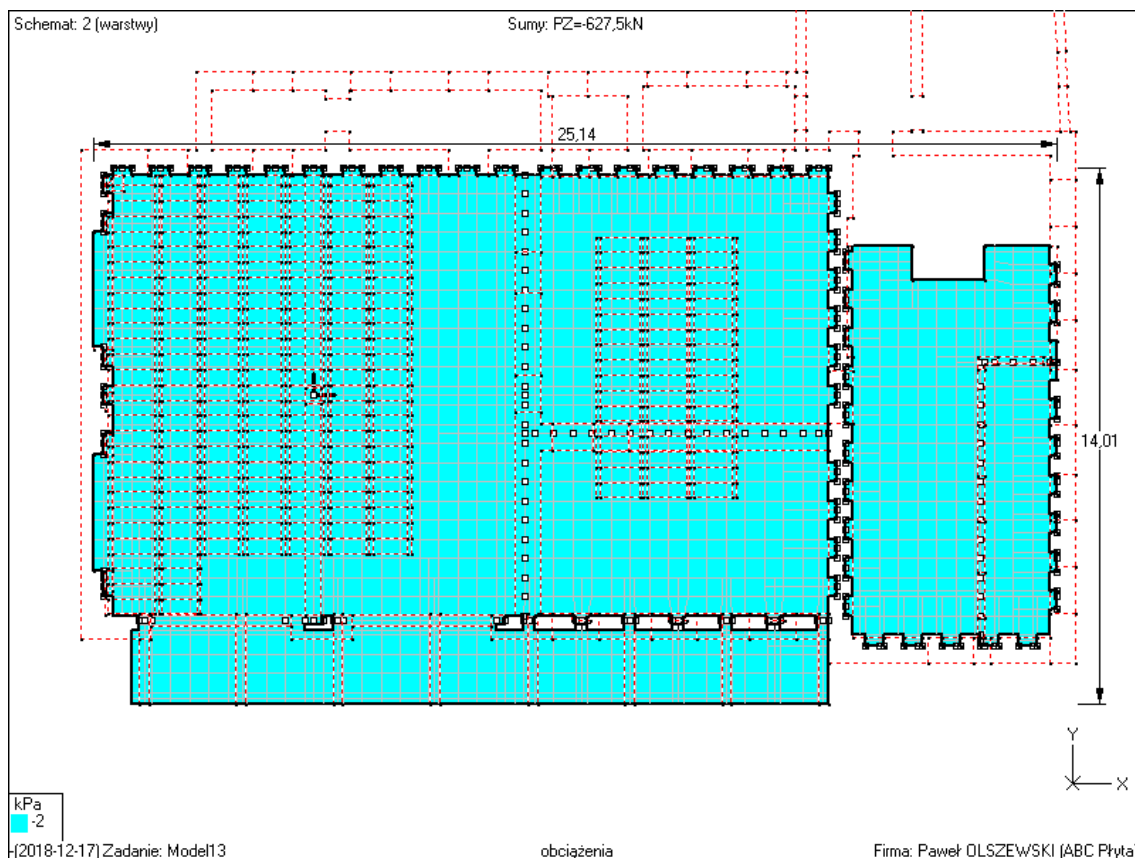 Schemat: 2 (warstwy) Sumy: PZ=-627,5kN
25,14
14,01
Y
X
kPa
-2
-(2018-12-17) Zadanie: Model13 obciążenia Firma: Paweł OLSZEWSKI (ABC Płyta